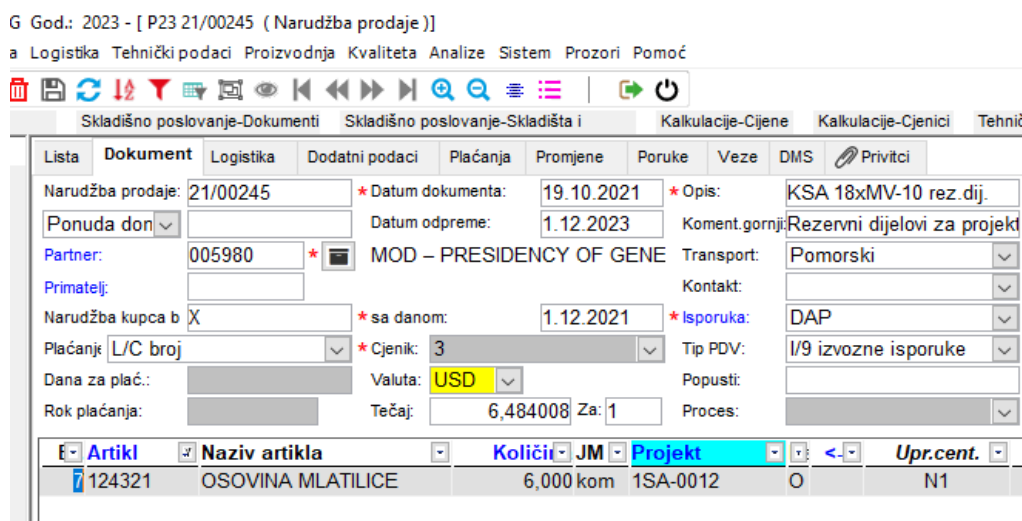 G God.: 2023 - [ P23 21/00245 ( Narudžba prodaje )]
a Logistika Tehnički podaci Proizvodnja Kvaliteta Analize Sistem Prozori Pomoć
Skladišno poslovanje-Dokumenti Skladišno poslovanje-Skladišta i Kalkulacije-Cijene Kalkulacije-Cjenici Tehnič
Lista Dokument Logistika Dodatni podaci Plaćanja Promjene Poruke Veze DMS Privitci
Narudžba prodaje: 21/00245 * Datum dokumenta: 19.10.2021 * Opis: KSA 18xMV-10 rez.dij.
Ponuda don Datum odpreme: 1.12.2023 Koment.gornji: Rezervni dijelovi za projekt
Partner: 005980 * MOD – PRESIDENCY OF GENE Transport: Pomorski
Primatelj: Kontakt:
Narudžba kupca b X * sa danom: 1.12.2021 * Isporuka: DAP
Plaćanje L/C broj * Cjenik: 3 Tip PDV: I/9 izvozne isporuke
Dana za plać.: Valuta: USD Popusti:
Rok plaćanja: Tečaj: 6,484008 Za: 1 Proces:
Artikl Naziv artikla Količi JM Projekt <- Upr.cent.
7 124321 OSOVINA MLATILICE 6,000 kom 1SA-0012 O N1